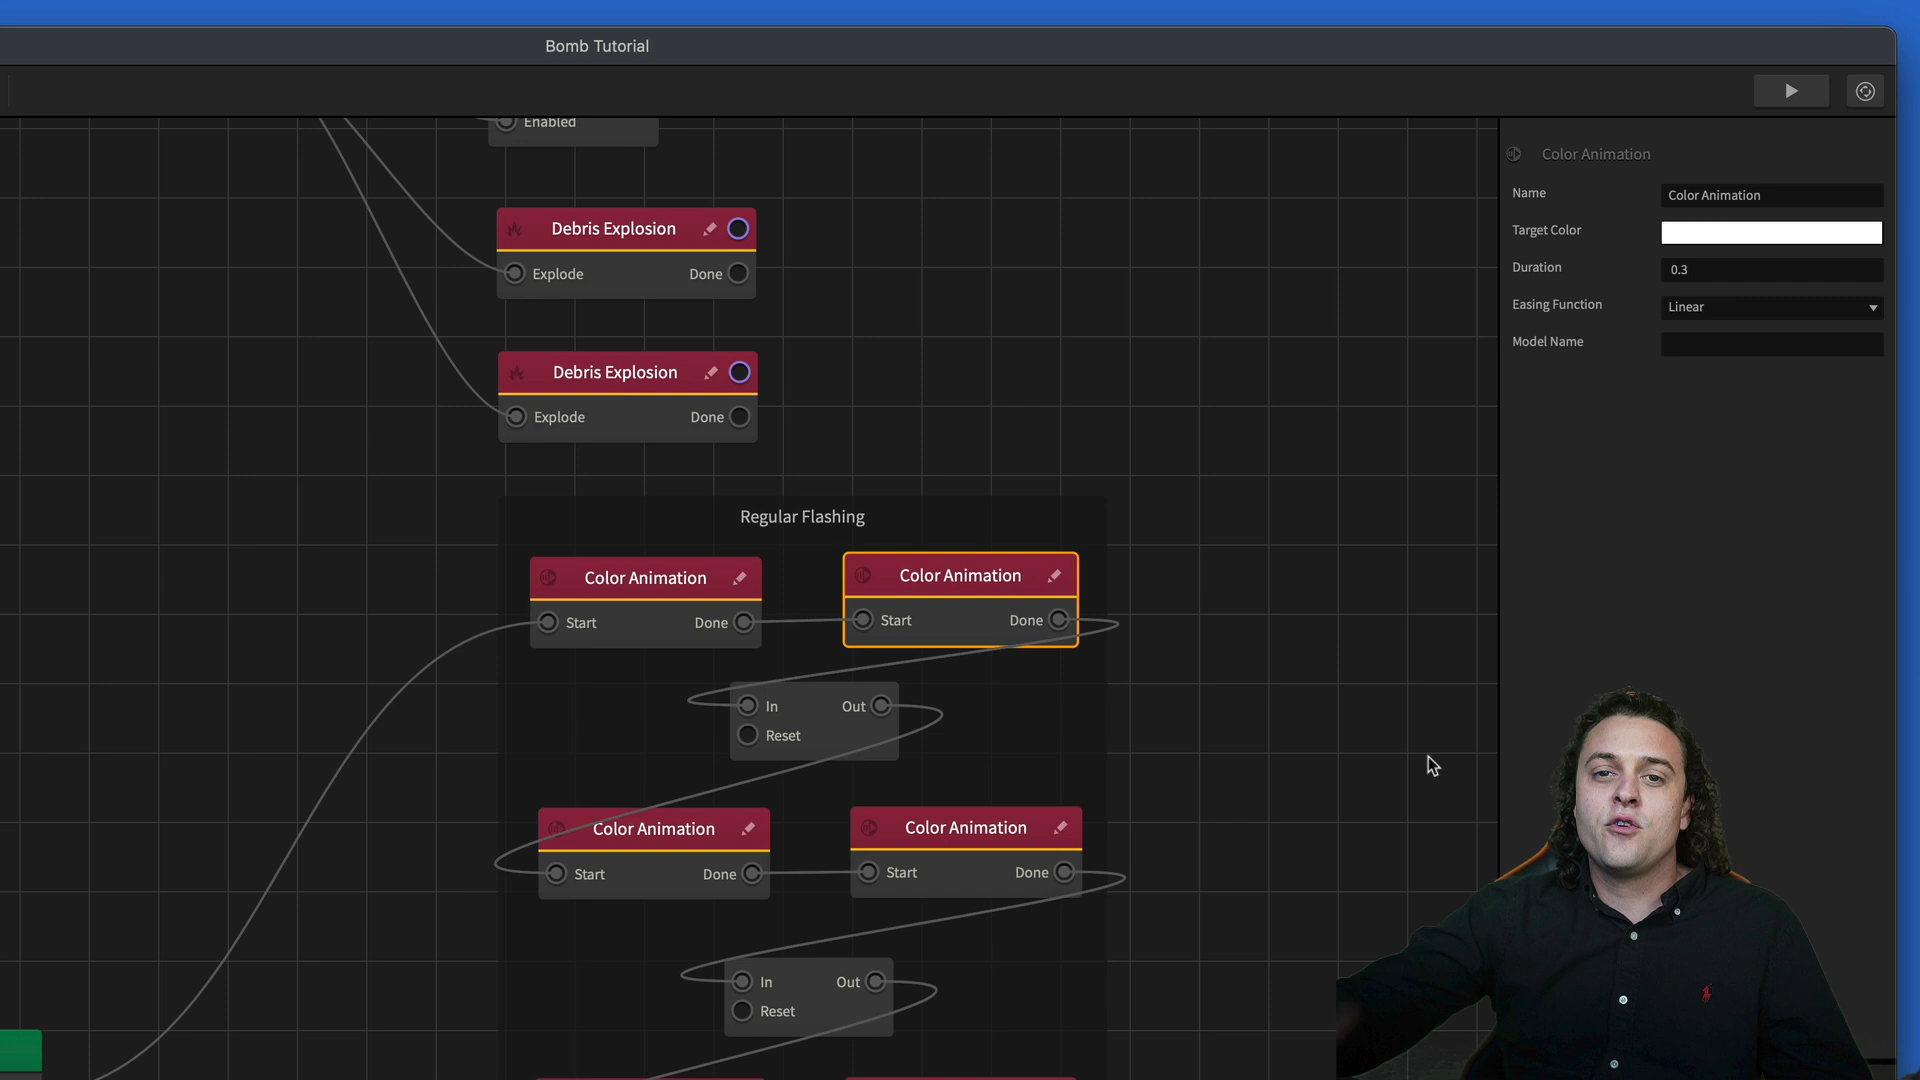 Bomb Tutorial
Enabled
Color Animation
Name
Color Animation
Target Color
Duration
0.3
Easing Function
Linear
Model Name
Debris Explosion
Explode
Done
Debris Explosion
Explode
Done
Regular Flashing
Color Animation
Start
Done
Color Animation
Start
Done
In
Out
Reset
Color Animation
Start
Done
Color Animation
Start
Done
In
Out
Reset